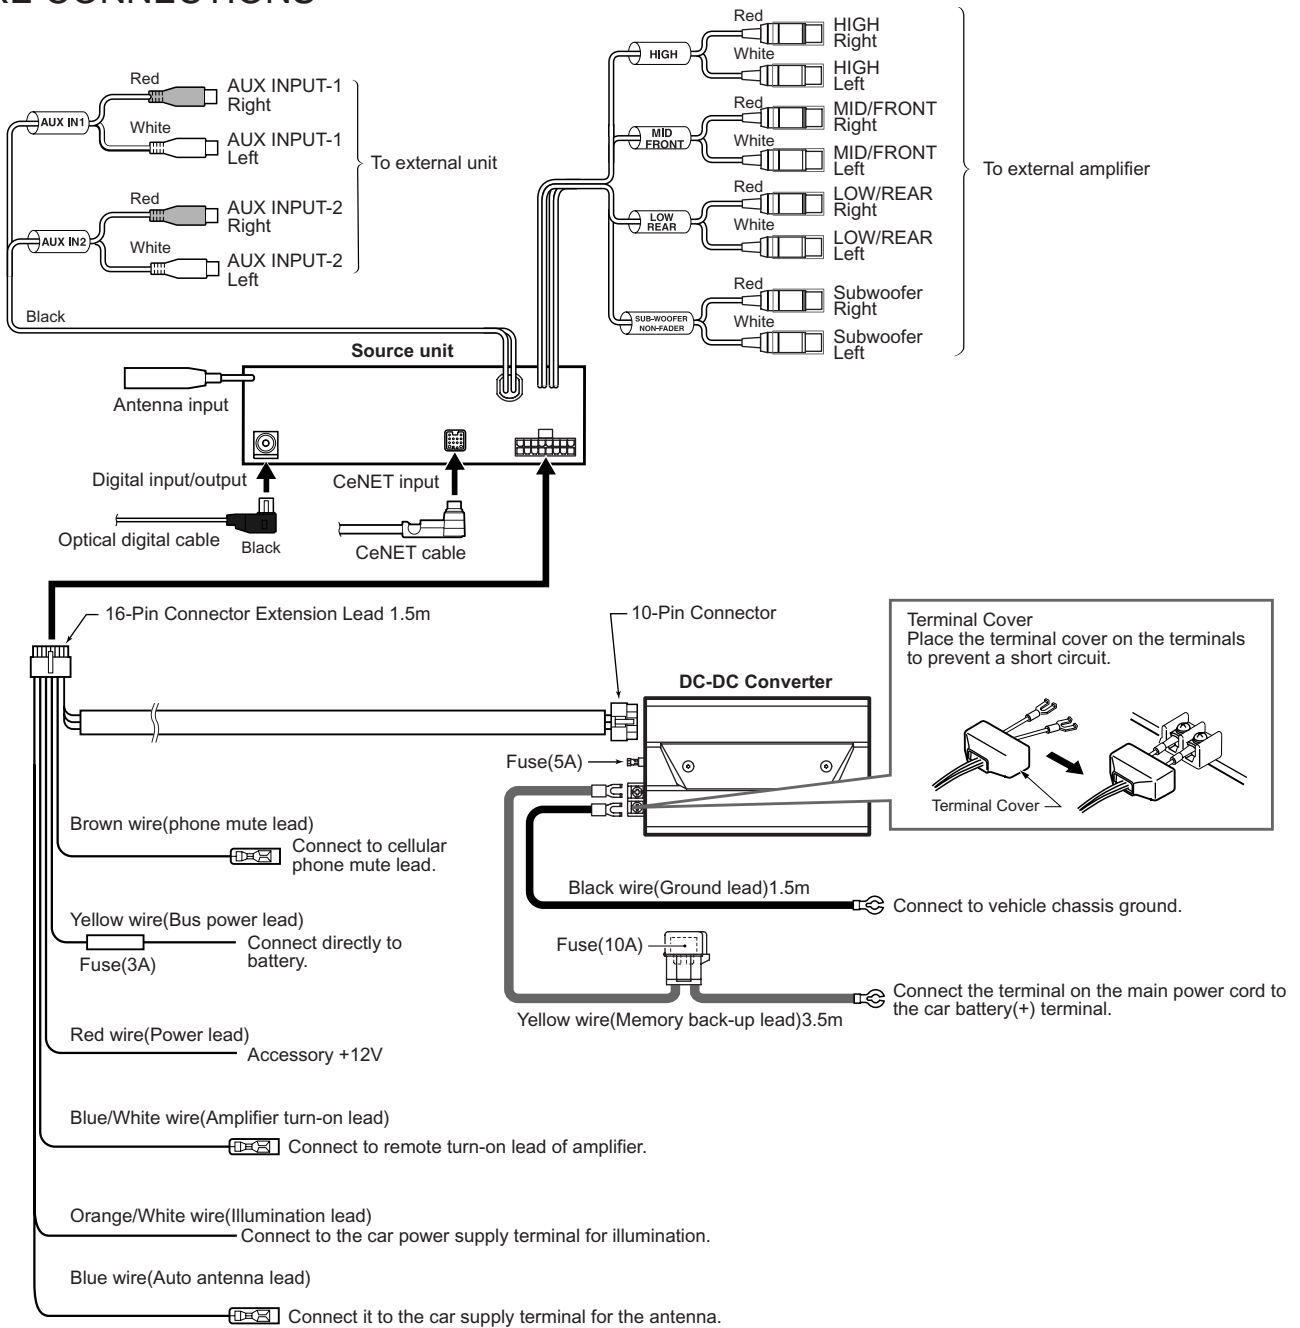 CONNECTIONS
Red
AUX INPUT-1
Right
AUX IN1
White
AUX INPUT-1
Left
To external unit
Red
AUX INPUT-2
Right
AUX IN2
White
AUX INPUT-2
Left
Black
Red
HIGH
Right
HIGH
White
HIGH
Left
Red
MID/FRONT
Right
MID
FRONT
White
MID/FRONT
Left
To external amplifier
Red
LOW/REAR
Right
LOW
REAR
White
LOW/REAR
Left
Red
Subwoofer
Right
SUB-WOOFER
NON-FADER
White
Subwoofer
Left
Source unit
Antenna input
Digital input/output
CeNET input
Optical digital cable
Black
CeNET cable
16-Pin Connector Extension Lead 1.5m
10-Pin Connector
DC-DC Converter
Fuse(5A)
Terminal Cover
Place the terminal cover on the terminals
to prevent a short circuit.
Terminal Cover
Brown wire(phone mute lead)
Connect to cellular
phone mute lead.
Black wire(Ground lead)1.5m
Connect to vehicle chassis ground.
Yellow wire(Bus power lead)
Connect directly to
battery.
Fuse(3A)
Fuse(10A)
Connect the terminal on the main power cord to
the car battery(+) terminal.
Yellow wire(Memory back-up lead)3.5m
Red wire(Power lead)
Accessory +12V
Blue/White wire(Amplifier turn-on lead)
Connect to remote turn-on lead of amplifier.
Orange/White wire(Illumination lead)
Connect to the car power supply terminal for illumination.
Blue wire(Auto antenna lead)
Connect it to the car supply terminal for the antenna.